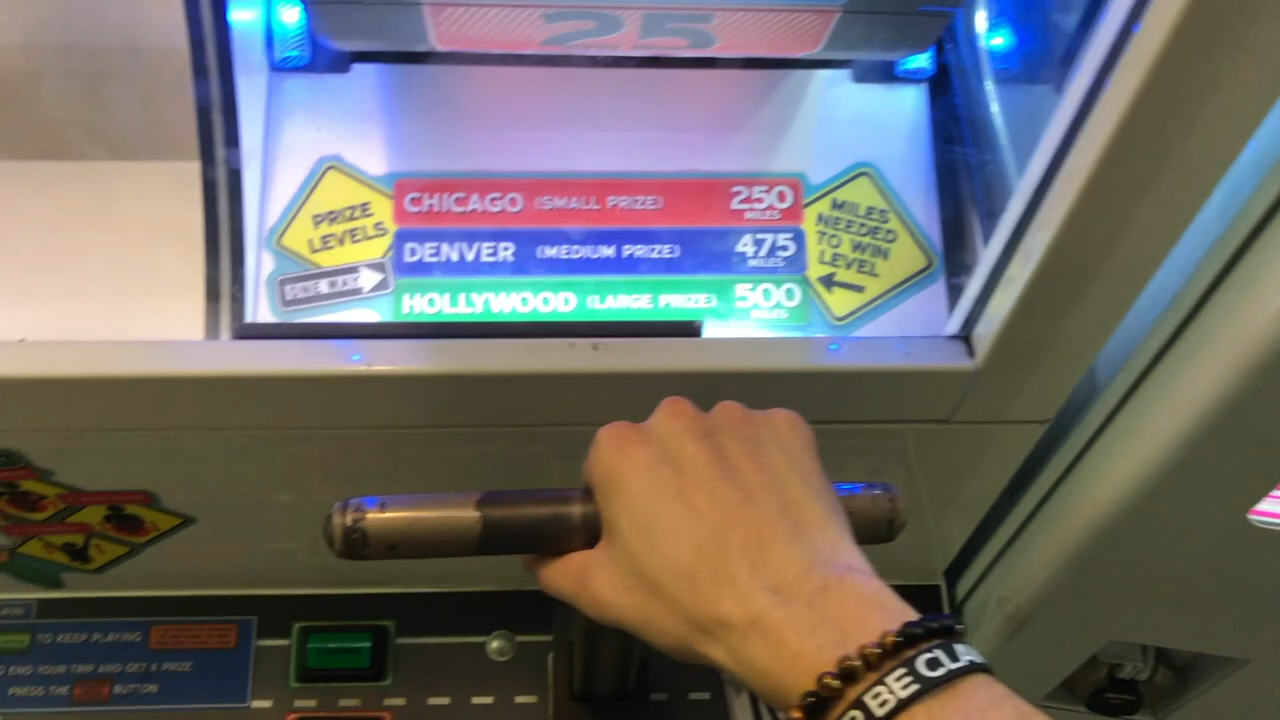 25
PRIZE LEVELS
ONE WAY
CHICAGO (SMALL PRIZE) 250 MILES
DENVER (MEDIUM PRIZE) 475 MILES
HOLLYWOOD (LARGE PRIZE) 500 MILES
MILES
NEEDED
TO WIN
LEVEL
TO KEEP PLAYING
END YOUR TRIP AND GET A PRIZE
PRESS THE BUTTON
BE CLA